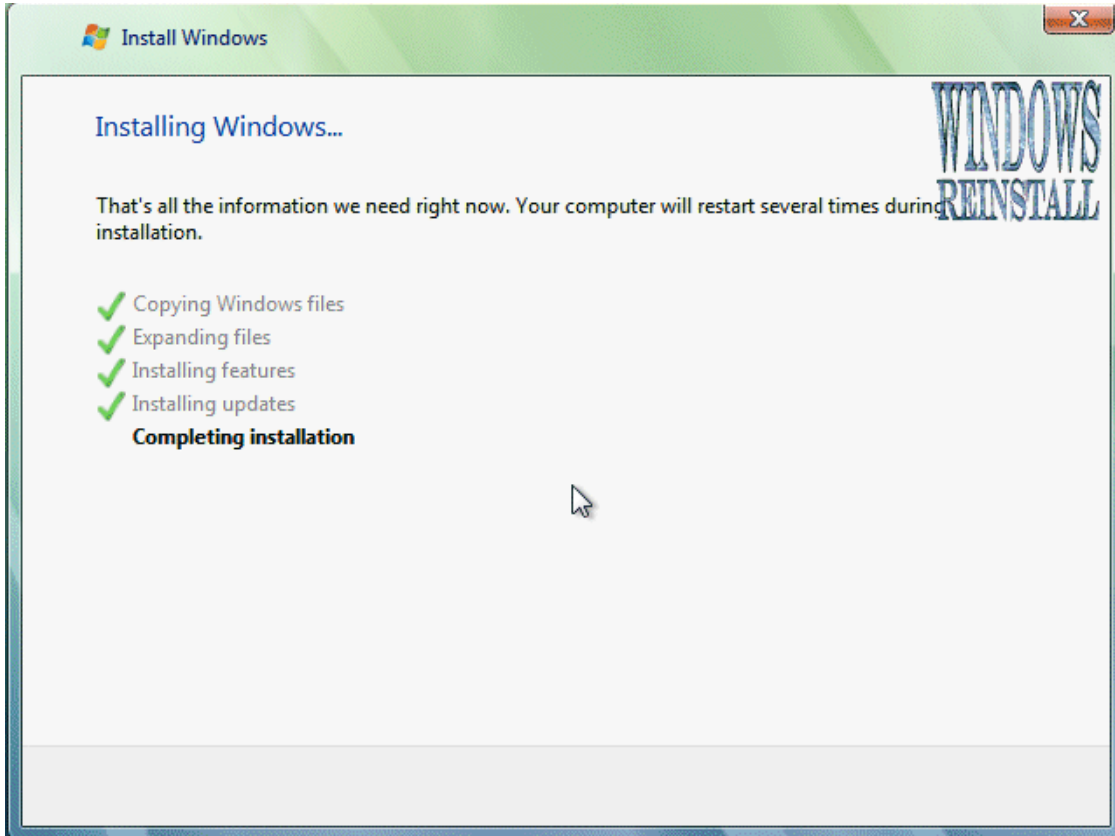 Install Windows
Installing Windows...
WINDOWS
REINSTALL
That's all the information we need right now. Your computer will restart several times during
installation.
Copying Windows files
Expanding files
Installing features
Installing updates
Completing installation